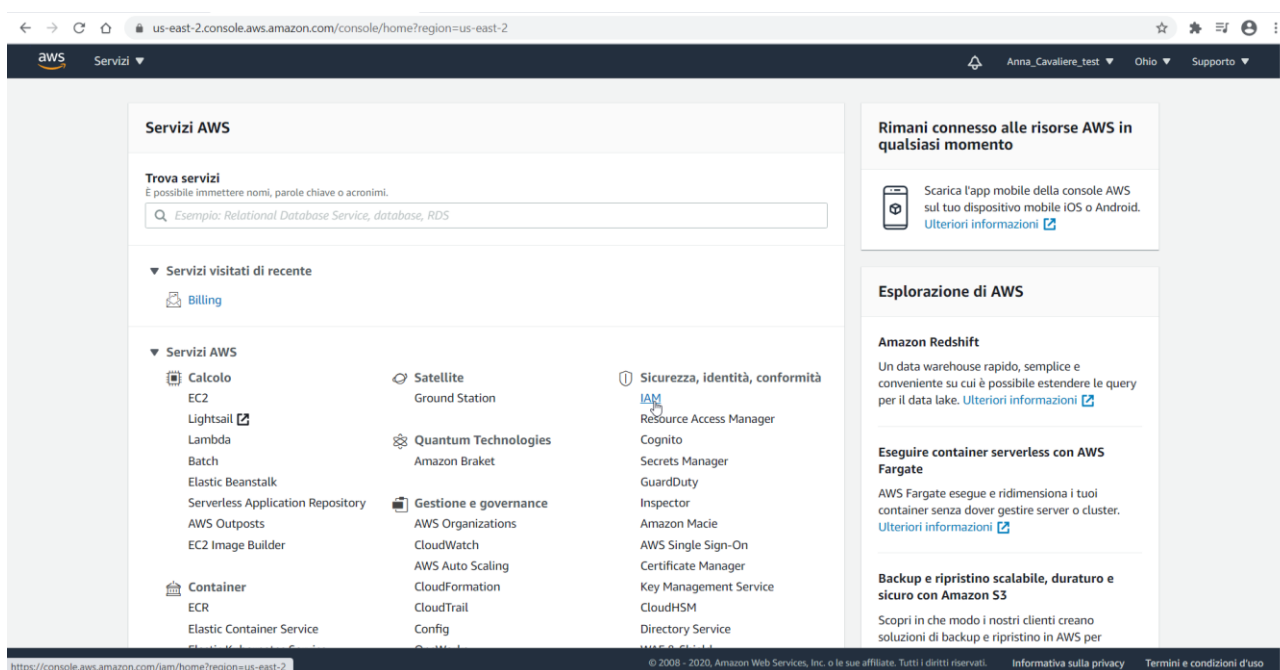 us-east-2.console.aws.amazon.com/console/home?region=us-east-2
aws
Servizi ▼
Anna_Cavaliere_test ▼
Ohio ▼
Supporto ▼
Servizi AWS
Trova servizi
È possibile immettere nomi, parole chiave o acronimi.
Esempio: Relational Database Service, database, RDS
▼ Servizi visitati di recente
Billing
▼ Servizi AWS
Calcolo
EC2
Lightsail
Lambda
Batch
Elastic Beanstalk
Serverless Application Repository
AWS Outposts
EC2 Image Builder
Container
ECR
Elastic Container Service
Satellite
Ground Station
Quantum Technologies
Amazon Braket
Gestione e governance
AWS Organizations
CloudWatch
AWS Auto Scaling
CloudFormation
CloudTrail
Config
Sicurezza, identità, conformità
IAM
Resource Access Manager
Cognito
Secrets Manager
GuardDuty
Inspector
Amazon Macie
AWS Single Sign-On
Certificate Manager
Key Management Service
CloudHSM
Directory Service
Rimani connesso alle risorse AWS in
qualsiasi momento
Scarica l'app mobile della console AWS
sul tuo dispositivo mobile iOS o Android.
Ulteriori informazioni
Esplorazione di AWS
Amazon Redshift
Un data warehouse rapido, semplice e
conveniente su cui è possibile estendere le query
per il data lake. Ulteriori informazioni
Eseguire container serverless con AWS
Fargate
AWS Fargate esegue e ridimensiona i tuoi
container senza dover gestire server o cluster.
Ulteriori informazioni
Backup e ripristino scalabile, duraturo e
sicuro con Amazon S3
Scopri in che modo i nostri clienti creano
soluzioni di backup e ripristino in AWS per
https://console.aws.amazon.com/iam/home?region=us-east-2
© 2008 - 2020, Amazon Web Services, Inc. o le sue affiliate. Tutti i diritti riservati.
Informativa sulla privacy
Termini e condizioni d'uso